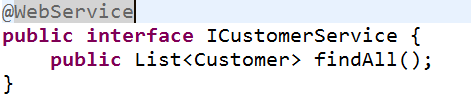 @WebService
public interface ICustomerService {
    public List<Customer> findAll();
}